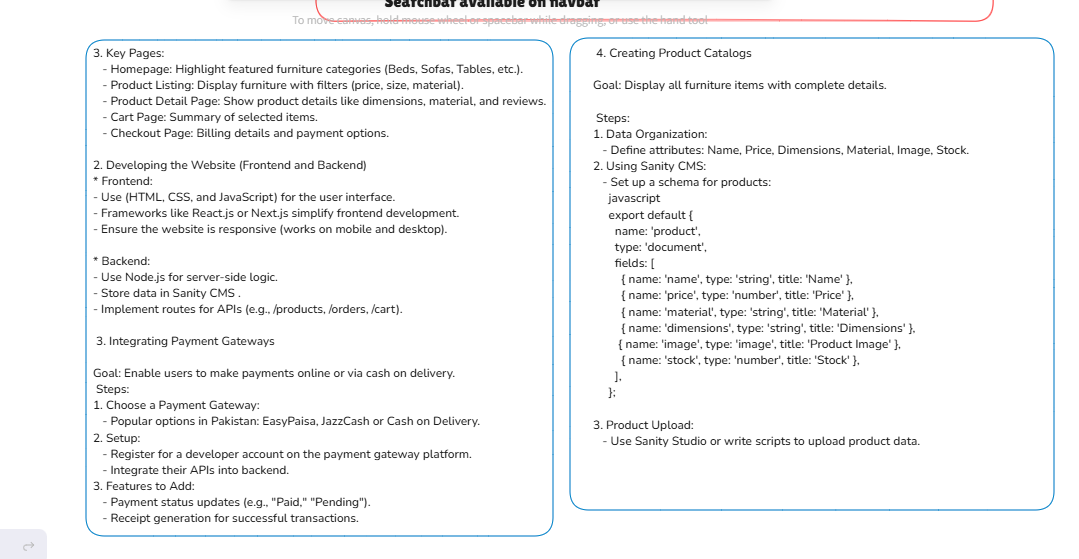 Searchbar available on navbar
To move canvas, hold mouse wheel or spacebar while dragging, or use the hand tool
3. Key Pages:
- Homepage: Highlight featured furniture categories (Beds, Sofas, Tables, etc.).
- Product Listing: Display furniture with filters (price, size, material).
- Product Detail Page: Show product details like dimensions, material, and reviews.
- Cart Page: Summary of selected items.
- Checkout Page: Billing details and payment options.
2. Developing the Website (Frontend and Backend)
* Frontend:
- Use (HTML, CSS, and JavaScript) for the user interface.
- Frameworks like React.js or Next.js simplify frontend development.
- Ensure the website is responsive (works on mobile and desktop).
* Backend:
- Use Node.js for server-side logic.
- Store data in Sanity CMS .
- Implement routes for APIs (e.g., /products, /orders, /cart).
3. Integrating Payment Gateways
Goal: Enable users to make payments online or via cash on delivery.
Steps:
1. Choose a Payment Gateway:
- Popular options in Pakistan: EasyPaisa, JazzCash or Cash on Delivery.
2. Setup:
- Register for a developer account on the payment gateway platform.
- Integrate their APIs into backend.
3. Features to Add:
- Payment status updates (e.g., "Paid," "Pending").
- Receipt generation for successful transactions.
4. Creating Product Catalogs
Goal: Display all furniture items with complete details.
Steps:
1. Data Organization:
- Define attributes: Name, Price, Dimensions, Material, Image, Stock.
2. Using Sanity CMS:
- Set up a schema for products:
javascript
export default {
name: 'product',
type: 'document',
fields: [
{ name: 'name', type: 'string', title: 'Name' },
{ name: 'price', type: 'number', title: 'Price' },
{ name: 'material', type: 'string', title: 'Material' },
{ name: 'dimensions', type: 'string', title: 'Dimensions' },
{ name: 'image', type: 'image', title: 'Product Image' },
{ name: 'stock', type: 'number', title: 'Stock' },
],
};
3. Product Upload:
- Use Sanity Studio or write scripts to upload product data.